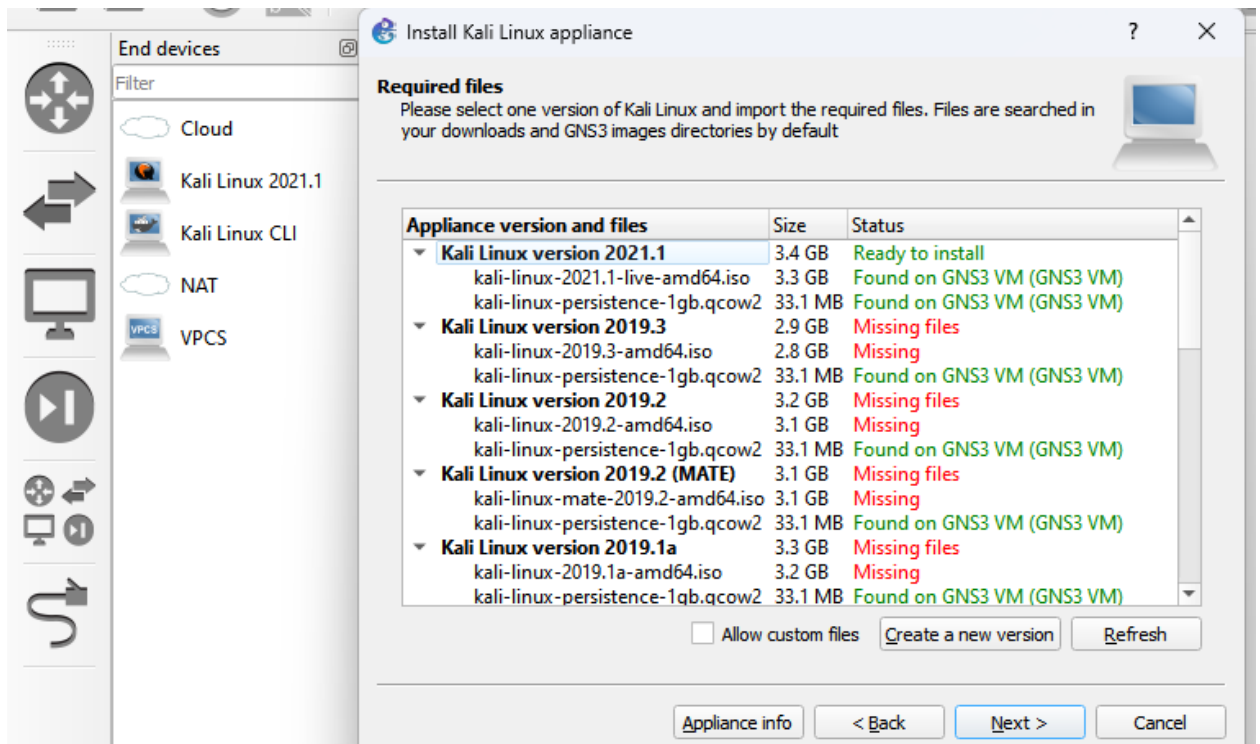 End devices
Filter
Cloud
Kali Linux 2021.1
Kali Linux CLI
NAT
VPCS
VPCS
Install Kali Linux appliance
?
Required files
Please select one version of Kali Linux and import the required files. Files are searched in
your downloads and GNS3 images directories by default
Appliance version and files Size Status
Kali Linux version 2021.1 3.4 GB Ready to install
kali-linux-2021.1-live-amd64.iso 3.3 GB Found on GNS3 VM (GNS3 VM)
kali-linux-persistence-1gb.qcow2 33.1 MB Found on GNS3 VM (GNS3 VM)
Kali Linux version 2019.3 2.9 GB Missing files
kali-linux-2019.3-amd64.iso 2.8 GB Missing
kali-linux-persistence-1gb.qcow2 33.1 MB Found on GNS3 VM (GNS3 VM)
Kali Linux version 2019.2 3.2 GB Missing files
kali-linux-2019.2-amd64.iso 3.1 GB Missing
kali-linux-persistence-1gb.qcow2 33.1 MB Found on GNS3 VM (GNS3 VM)
Kali Linux version 2019.2 (MATE) 3.1 GB Missing files
kali-linux-mate-2019.2-amd64.iso 3.1 GB Missing
kali-linux-persistence-1gb.qcow2 33.1 MB Found on GNS3 VM (GNS3 VM)
Kali Linux version 2019.1a 3.3 GB Missing files
kali-linux-2019.1a-amd64.iso 3.2 GB Missing
kali-linux-persistence-1gb.qcow2 33.1 MB Found on GNS3 VM (GNS3 VM)
Allow custom files Create a new version Refresh
Appliance info < Back Next > Cancel